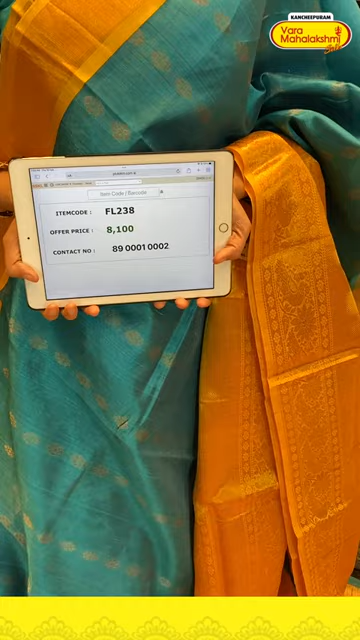 KANCHEEPURAM
Vara
Mahalakshmi
Silks
Item Code / Barcode
ITEMCODE : FL238
OFFER PRICE : 8,100
CONTACT NO : 89 0001 0002